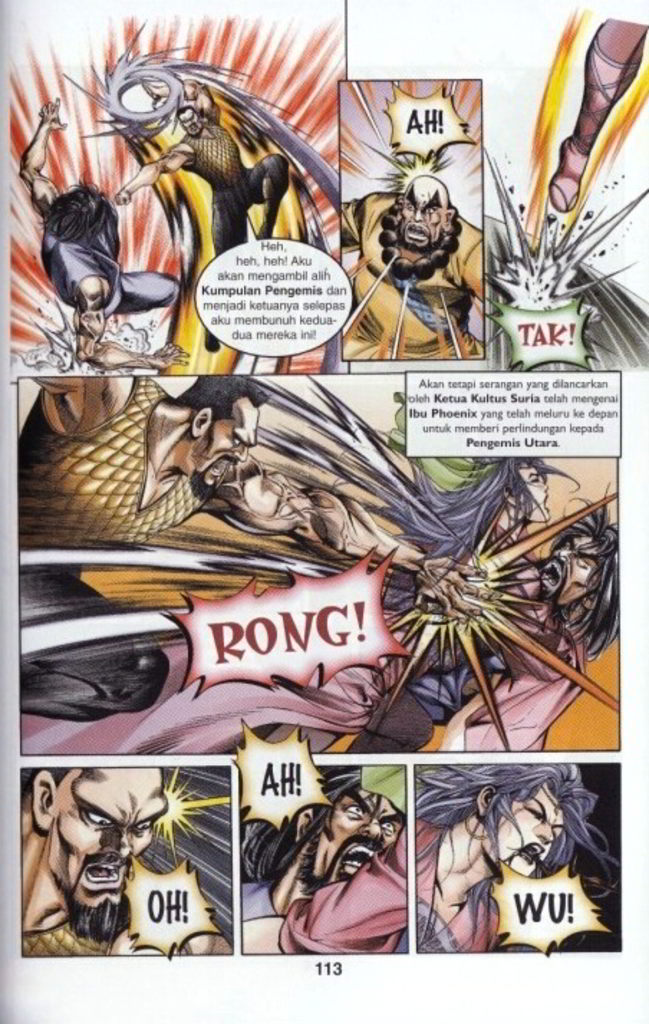 Heh,
heh, heh! Aku
akan mengambil alih
Kumpulan Pengemis dan
menjadi ketuanya selepas
aku membunuh kedua-
dua mereka ini!
AH!
TAK!
Akan tetapi serangan yang dilancarkan
oleh Ketua Kultus Suria telah mengenai
Ibu Phoenix yang telah meluru ke depan
untuk memberi perlindungan kepada
Pengemis Utara.
RONG!
OH!
AH!
WU!
113